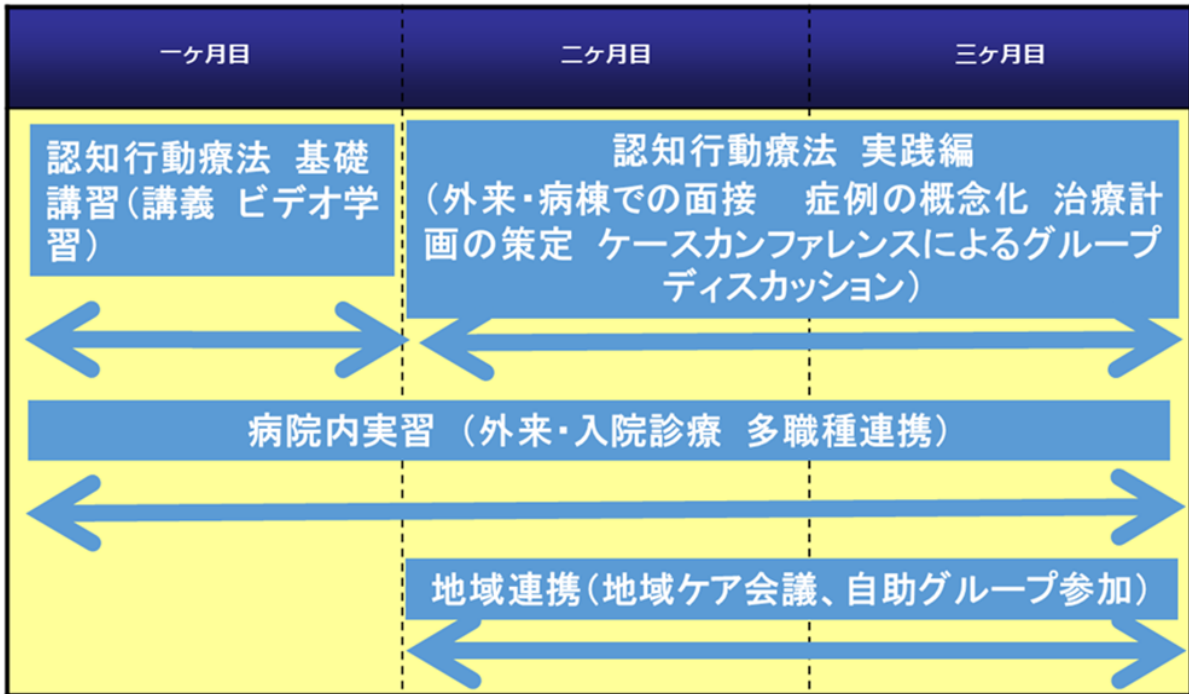 一ヶ月目
二ヶ月目
三ヶ月目
認知行動療法 基礎
講習(講義 ビデオ学
習)
認知行動療法 実践編
(外来・病棟での面接 症例の概念化 治療計
画の策定 ケースカンファレンスによるグループ
ディスカッション)
病院内実習 (外来・入院診療 多職種連携)
地域連携(地域ケア会議、自助グループ参加)